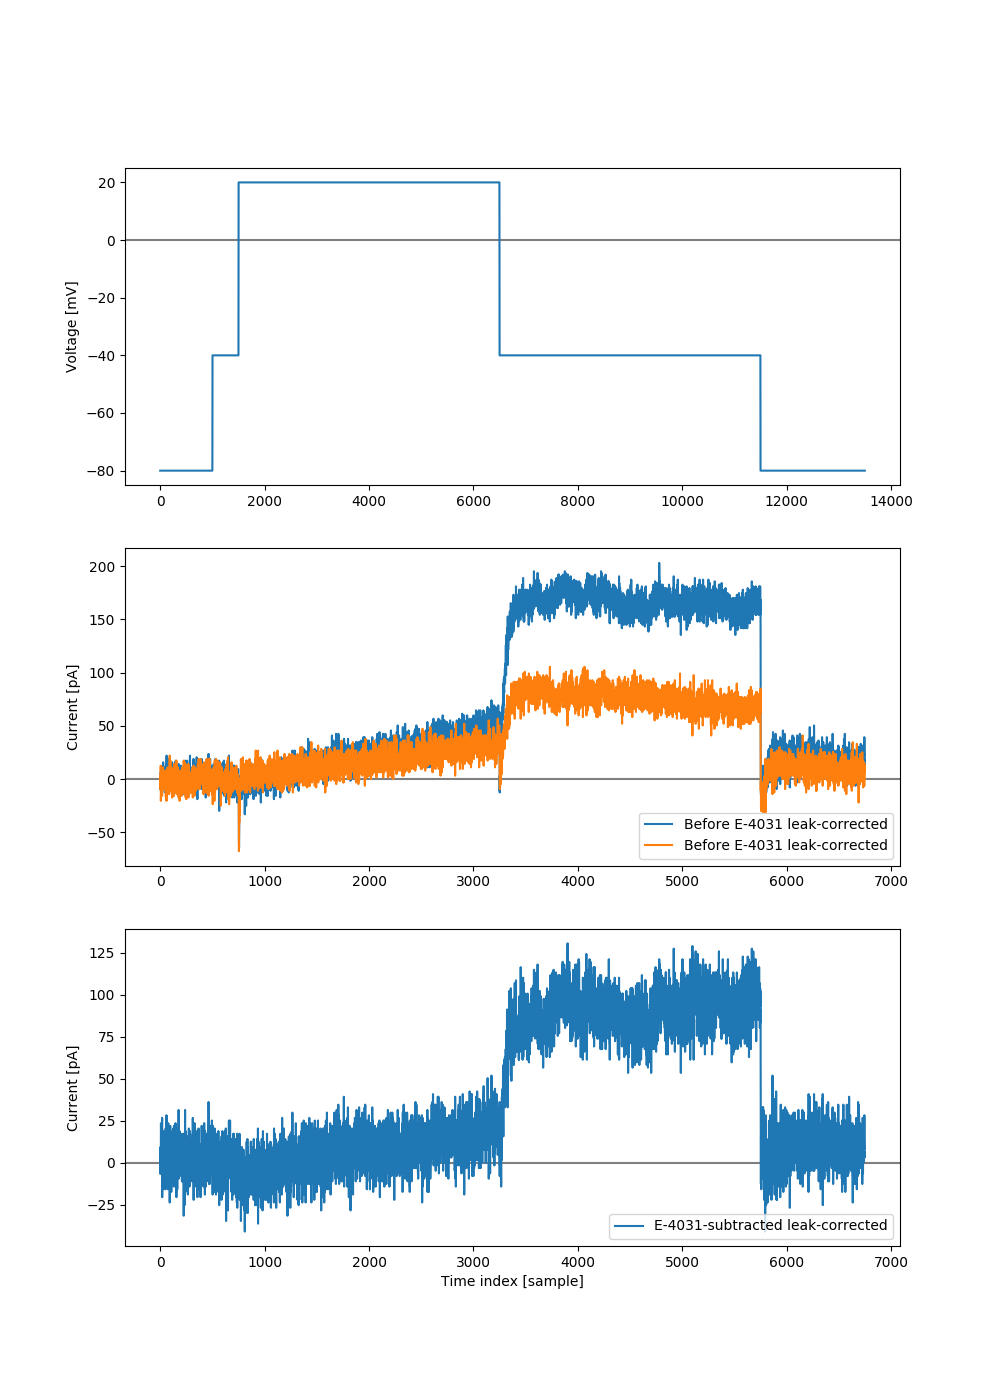 Voltage [mV]
20
0
−20
−40
−60
−80
0 2000 4000 6000 8000 10000 12000 14000
Current [pA]
200
150
100
50
0
−50
Before E-4031 leak-corrected
Before E-4031 leak-corrected
0 1000 2000 3000 4000 5000 6000 7000
Current [pA]
125
100
75
50
25
0
−25
E-4031-subtracted leak-corrected
0 1000 2000 3000 4000 5000 6000 7000
Time index [sample]